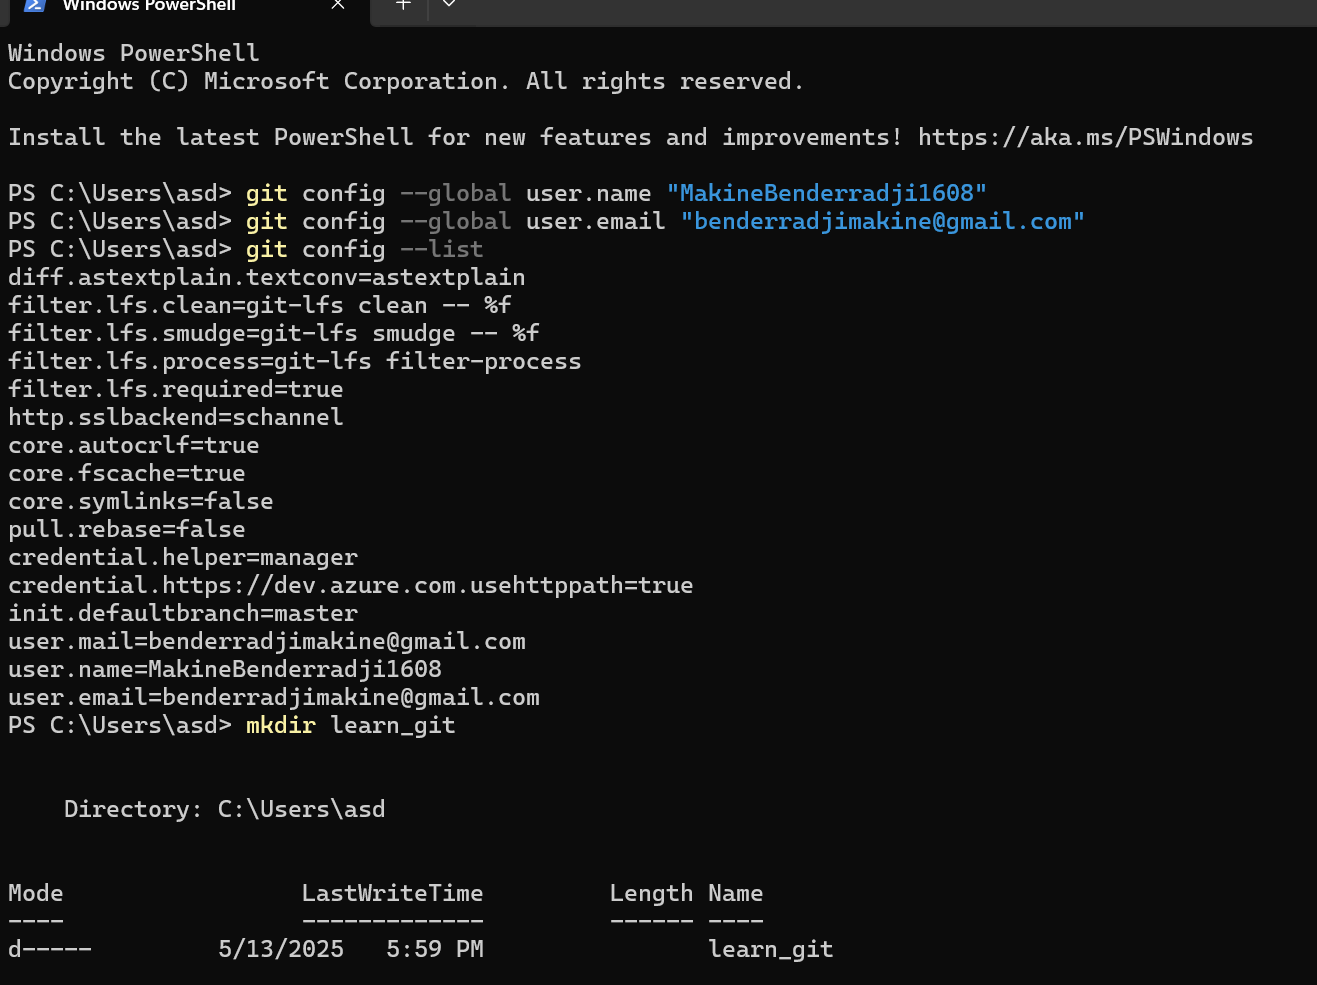 Windows PowerShell
Windows PowerShell
Copyright (C) Microsoft Corporation. All rights reserved.
Install the latest PowerShell for new features and improvements! https://aka.ms/PSWindows
PS C:\Users\asd> git config --global user.name "MakineBenderradji1608"
PS C:\Users\asd> git config --global user.email "benderradjimakine@gmail.com"
PS C:\Users\asd> git config --list
diff.astextplain.textconv=astextplain
filter.lfs.clean=git-lfs clean -- %f
filter.lfs.smudge=git-lfs smudge -- %f
filter.lfs.process=git-lfs filter-process
filter.lfs.required=true
http.sslbackend=schannel
core.autocrlf=true
core.fscache=true
core.symlinks=false
pull.rebase=false
credential.helper=manager
credential.https://dev.azure.com.usehttppath=true
init.defaultbranch=master
user.mail=benderradjimakine@gmail.com
user.name=MakineBenderradji1608
user.email=benderradjimakine@gmail.com
PS C:\Users\asd> mkdir learn_git
Directory: C:\Users\asd
Mode LastWriteTime Length Name
---- ------------- ------ ----
d----- 5/13/2025 5:59 PM learn_git